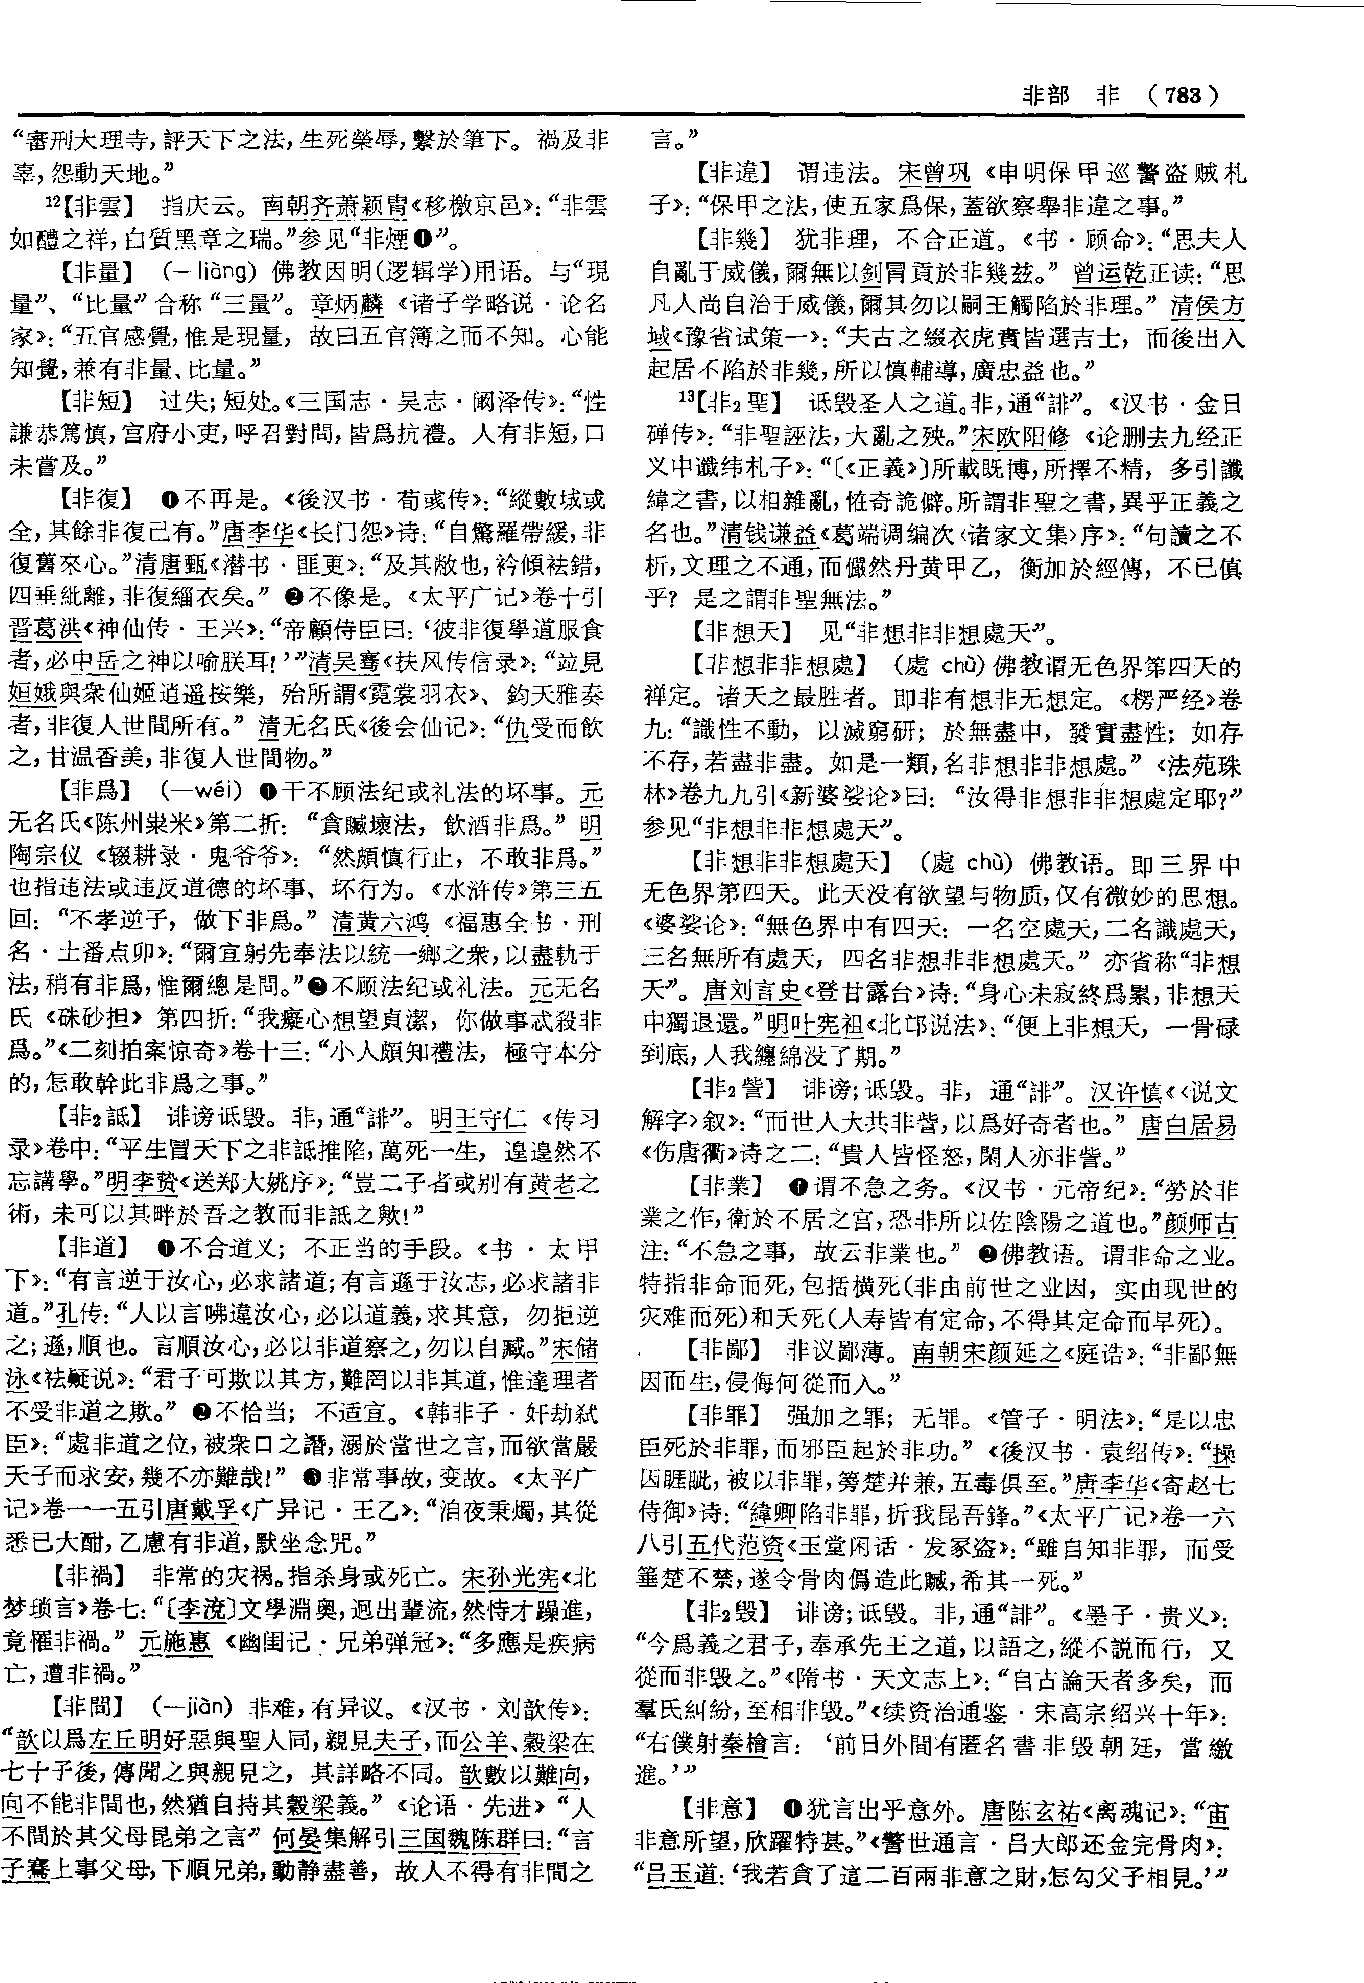 非部　非　（783）
“審刑大理寺，評天下之法，生死榮辱，繫於筆下。禍及非
辜，怨動天地。”
12【非雲】　指庆云。南朝齐萧颖冑《移檄京邑》：“非雲
如醴之祥，白質黑章之瑞。”参见“非煙❶”。
【非量】（－liàng）佛教因明（逻辑学）用语。与“現
量”、“比量”合称“三量”。章炳麟《诸子学略说·论名
家》：“五官感覺，惟是現量，故曰五官簿之而不知。心能
知覺，兼有非量、比量。”
【非短】　过失；短处。《三国志·吴志·阚泽传》：“性
謙恭篤慎，宫府小吏，呼召對問，皆爲抗禮。人有非短，口
未嘗及。”
【非復】　❶不再是。《後汉书·荀彧传》：“縱數城或
全，其餘非復己有。”唐李华《长门怨》诗：“自驚羅帶緩，非
復舊來心。”清唐甄《潜书·匪更》：“及其敝也，衿傾袪錯，
四垂紕離，非復緇衣矣。”❷不像是。《太平广记》卷十引
晋葛洪《神仙传·王兴》：“帝顧侍臣曰：‘彼非復學道服食
者，必中岳之神以喻朕耳！’”清吴骞《扶风传信录》：“竝見
姮娥與衆仙姬逍遥按樂，殆所謂《霓裳羽衣》、鈞天雅奏
者，非復人世間所有。”清无名氏《後会仙记》：“仇受而飲
之，甘温香美，非復人世間物。”
【非爲】（—wéi）❶干不顾法纪或礼法的坏事。元
无名氏《陈州粜米》第二折：“貪贓壞法，飲酒非爲。”明
陶宗仪《辍耕录·鬼爷爷》：“然頗慎行止，不敢非爲。”
也指违法或违反道德的坏事、坏行为。《水浒传》第三五
回：“不孝逆子，做下非爲。”清黄六鸿《福惠全书·刑
名·土番点卯》：“爾宜躬先奉法以統一鄉之衆，以盡軌于
法，稍有非爲，惟爾總是問。”❷不顾法纪或礼法。元无名
氏《硃砂担》第四折：“我癡心想望貞潔，你做事忒殺非
爲。”《二刻拍案惊奇》卷十三：“小人頗知禮法，極守本分
的，怎敢幹此非爲之事。”
【非2詆】　诽谤诋毁。非，通“誹”。明王守仁《传习
录》卷中：“平生冒天下之非詆推陷，萬死一生，遑遑然不
忘講學。”明李贽《送郑大姚序》：“豈二子者或别有黄老之
術，未可以其畔於吾之教而非詆之歟！”
【非道】　❶不合道义；不正当的手段。《书·太甲
下》：“有言逆于汝心，必求諸道；有言遜于汝志，必求諸非
道。”孔传：“人以言咈違汝心，必以道義，求其意，勿拒逆
之；遜，順也。言順汝心，必以非道察之，勿以自臧。”宋储
泳《祛疑说》：“君子可欺以其方，難罔以非其道，惟達理者
不受非道之欺。”❷不恰当；不适宜。《韩非子·奸劫弑
臣》：“處非道之位，被衆口之譖，溺於當世之言，而欲當嚴
天子而求安，幾不亦難哉！”❸非常事故，变故。《太平广
记》卷一一五引唐戴孚《广异记·王乙》：“洎夜秉燭，其從
悉已大酣，乙慮有非道，默坐念咒。”
【非禍】　非常的灾祸。指杀身或死亡。宋孙光宪《北
梦琐言》卷七：“〔李洸〕文學淵奥，迥出輩流，然恃才躁進，
竟罹非禍。”元施惠《幽闺记·兄弟弹冠》：“多應是疾病
亡，遭非禍。”
【非間】（—jiàn）非难，有异议。《汉书·刘歆传》：
“歆以爲左丘明好惡與聖人同，親見夫子，而公羊、穀梁在
七十子後，傳聞之與親見之，其詳略不同。歆數以難向，
向不能非間也，然猶自持其穀梁義。”《论语·先进》“人
不間於其父母昆弟之言”何晏集解引三国魏陈群曰：“言
子騫上事父母，下順兄弟，動静盡善，故人不得有非間之
言。”
【非違】　谓违法。宋曾巩《申明保甲巡警盗贼札
子》：“保甲之法，使五家爲保，蓋欲察舉非違之事。”
【非幾】　犹非理，不合正道。《书·顾命》：“思夫人
自亂于威儀，爾無以釗冒貢於非幾兹。”曾运乾正读：“思
凡人尚自治于威儀，爾其勿以嗣王觸陷於非理。”清侯方
域《豫省试策一》：“夫古之綴衣虎賁皆選吉士，而後出入
起居不陷於非幾，所以慎輔導，廣忠益也。”
13【非2聖】　诋毁圣人之道。非，通“誹”。《汉书·金日
磾传》：“非聖誣法，大亂之殃。”宋欧阳修《论删去九经正
义中谶纬札子》：“〔《正義》〕所載既博，所擇不精，多引讖
緯之書，以相雜亂，恠奇詭僻。所謂非聖之書，異乎正義之
名也。”清钱谦益《葛端调编次〈诸家文集〉序》：“句讀之不
析，文理之不通，而儼然丹黄甲乙，衡加於經傳，不已傎
乎？是之謂非聖無法。”
【非想天】　见“非想非非想處天”。
【非想非非想處】（處 chù）佛教谓无色界第四天的
禅定。诸天之最胜者。即非有想非无想定。《楞严经》卷
九：“識性不動，以滅窮研；於無盡中，發實盡性；如存
不存，若盡非盡。如是一類，名非想非非想處。”《法苑珠
林》卷九九引《新婆娑论》曰：“汝得非想非非想處定耶？”
参见“非想非非想處天”。
【非想非非想處天】（處 chù）佛教语。即三界中
无色界第四天。此天没有欲望与物质，仅有微妙的思想。
《婆娑论》：“無色界中有四天：一名空處天，二名識處天，
三名無所有處天，四名非想非非想處天。”亦省称“非想
天”。唐刘言史《登甘露台》诗：“身心未寂終爲累，非想天
中獨退還。”明叶宪祖《北邙说法》：“便上非想天，一骨碌
到底，人我纏綿没了期。”
【非2訾】　诽谤；诋毁。非，通“誹”。汉许慎《〈说文
解字〉叙》：“而世人大共非訾，以爲好奇者也。”唐白居易
《伤唐衢》诗之二：“貴人皆怪怒，閑人亦非訾。”
【非業】　❶谓不急之务。《汉书·元帝纪》：“勞於非
業之作，衛於不居之宫，恐非所以佐陰陽之道也。”颜师古
注：“不急之事，故云非業也。”❷佛教语。谓非命之业。
特指非命而死，包括横死（非由前世之业因，实由现世的
灾难而死）和夭死（人寿皆有定命，不得其定命而早死）。
【非鄙】　非议鄙薄。南朝宋颜延之《庭诰》：“非鄙無
因而生，侵侮何從而入。”
【非罪】　强加之罪；无罪。《管子·明法》：“是以忠
臣死於非罪，而邪臣起於非功。”《後汉书·袁绍传》：“操
因睚眦，被以非罪，篣楚并兼，五毒俱至。”唐李华《寄赵七
侍御》诗：“緯卿陷非罪，折我昆吾鋒。”《太平广记》卷一六
八引五代范资《玉堂闲话·发冢盗》：“雖自知非罪，而受
箠楚不禁，遂令骨肉僞造此贓，希其一死。”
【非2毁】　诽谤；诋毁。非，通“誹”。《墨子·贵义》：
“今爲義之君子，奉承先王之道，以語之，縱不説而行，又
從而非毁之。”《隋书·天文志上》：“自古論天者多矣，而
羣氏糾紛，至相非毁。”《续资治通鉴·宋高宗绍兴十年》：
“右僕射秦檜言：‘前日外間有匿名書非毁朝廷，當繳
進。’”
【非意】　❶犹言出乎意外。唐陈玄祐《离魂记》：“宙
非意所望，欣躍特甚。”《警世通言·吕大郎还金完骨肉》：
“吕玉道：‘我若貪了這二百兩非意之財，怎勾父子相見。’”